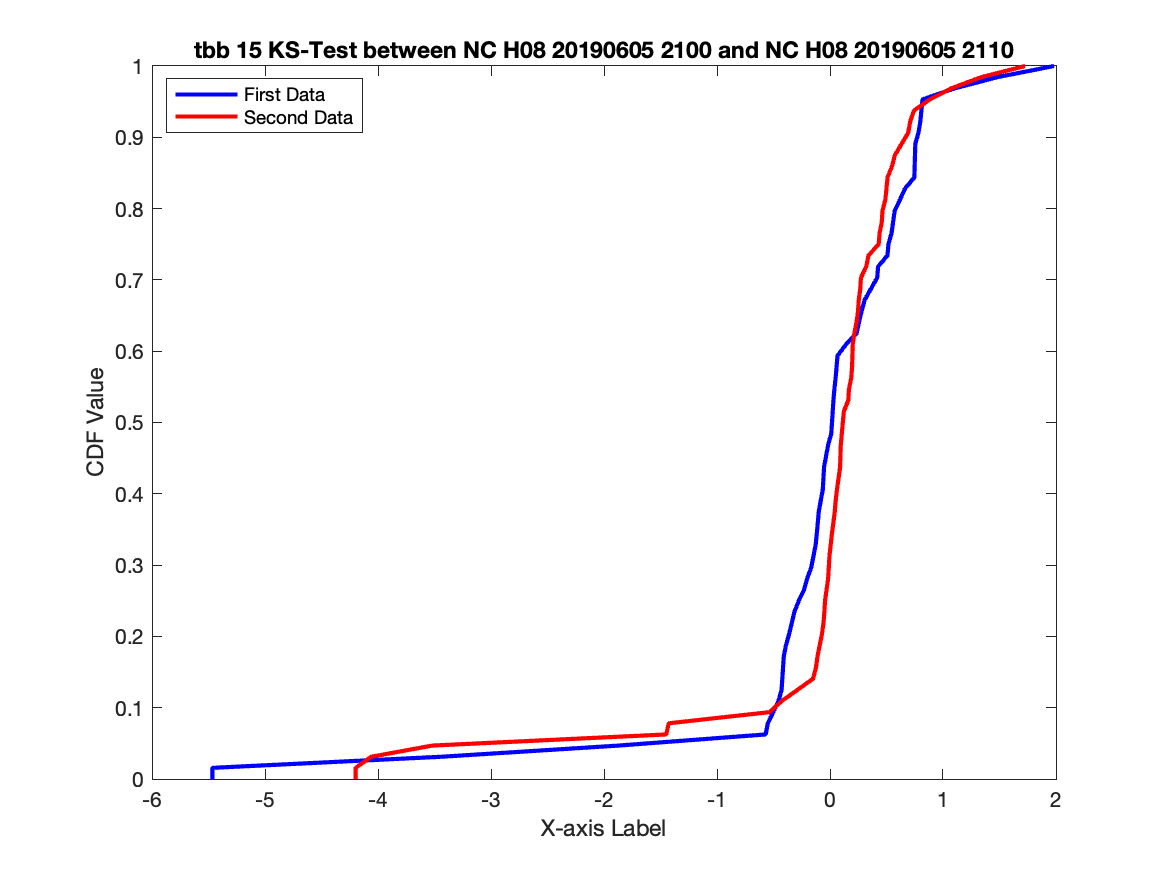 tbb 15 KS-Test between NC H08 20190605 2100 and NC H08 20190605 2110
First Data
Second Data
CDF Value
1
0.9
0.8
0.7
0.6
0.5
0.4
0.3
0.2
0.1
0
-6 -5 -4 -3 -2 -1 0 1 2
X-axis Label